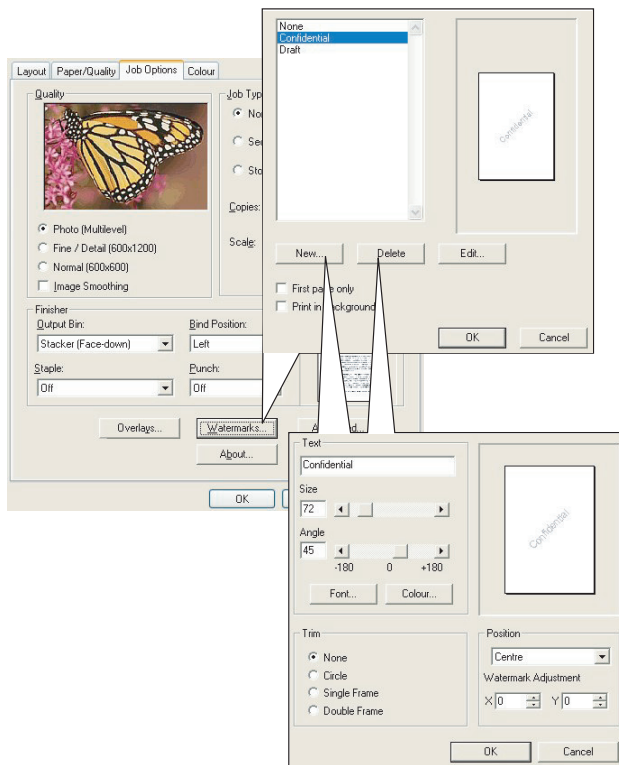 None
Confidential
Draft
Confidential
New...
Delete
Edit...
First page only
Print in background
OK
Cancel
Layout
Paper/Quality
Job Options
Colour
Quality
Photo (Multilevel)
Fine / Detail (600x1200)
Normal (600x600)
Image Smoothing
Copies:
Scale:
Finisher
Output Bin:
Bind Position:
Stacker (Face-down)
Left
Staple:
Punch:
Off
Off
Overlays...
Watermarks...
About...
OK
Text
Confidential
Size
72
Angle
45
-180 0 +180
Font...
Colour...
Confidential
Trim
None
Circle
Single Frame
Double Frame
Position
Centre
Watermark Adjustment
X 0
Y 0
OK
Cancel